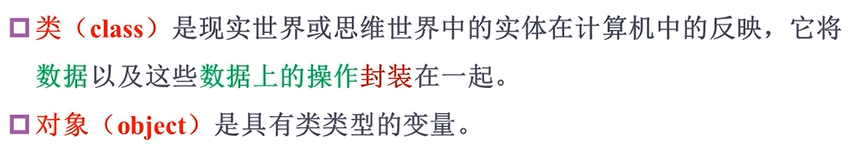 类（class）是现实世界或思维世界中的实体在计算机中的反映，它将
数据以及这些数据上的操作封装在一起。
对象（object）是具有类类型的变量。